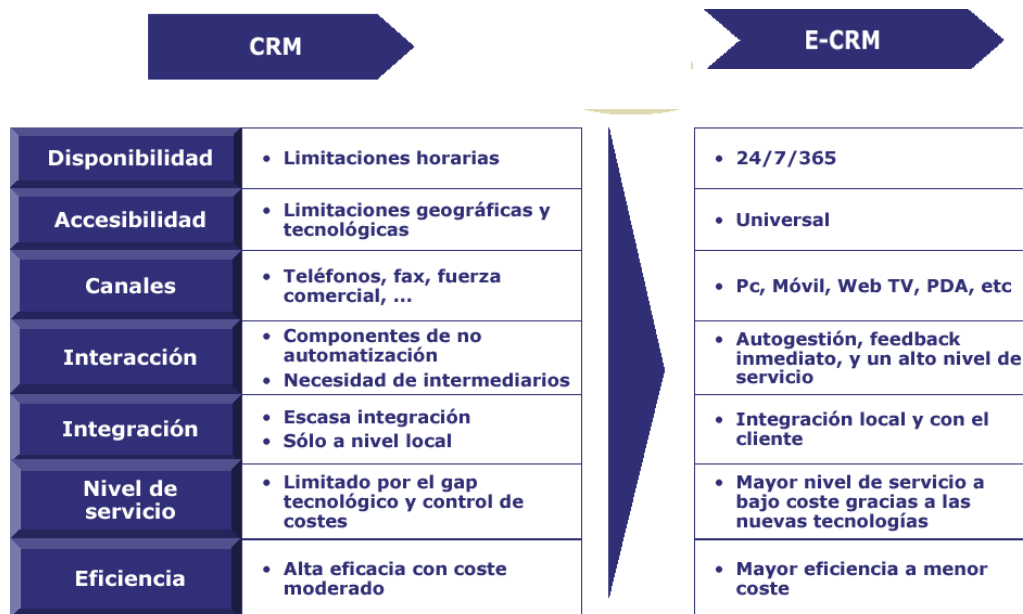 CRM
E-CRM
Disponibilidad
• Limitaciones horarias
• 24/7/365
Accesibilidad
• Limitaciones geográficas y
tecnológicas
• Universal
Canales
• Teléfonos, fax, fuerza
comercial, ...
• Pc, Móvil, Web TV, PDA, etc
Interacción
• Componentes de no
automatización
• Necesidad de intermediarios
• Autogestión, feedback
inmediato, y un alto nivel de
servicio
Integración
• Escasa integración
• Sólo a nivel local
• Integración local y con el
cliente
Nivel de
servicio
• Limitado por el gap
tecnológico y control de
costes
• Mayor nivel de servicio a
bajo coste gracias a las
nuevas tecnologías
Eficiencia
• Alta eficacia con coste
moderado
• Mayor eficiencia a menor
coste